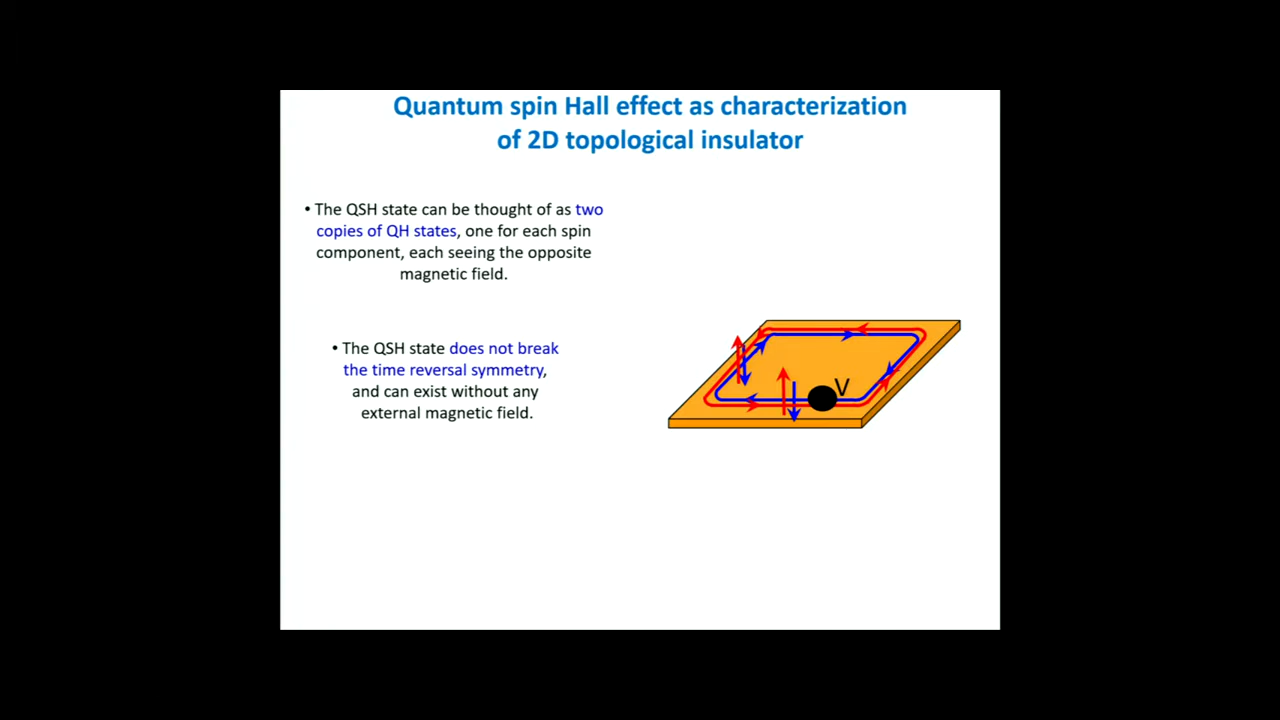 Quantum spin Hall effect as characterization
of 2D topological insulator
• The QSH state can be thought of as two
copies of QH states, one for each spin
component, each seeing the opposite
magnetic field.
• The QSH state does not break
the time reversal symmetry,
and can exist without any
external magnetic field.
V